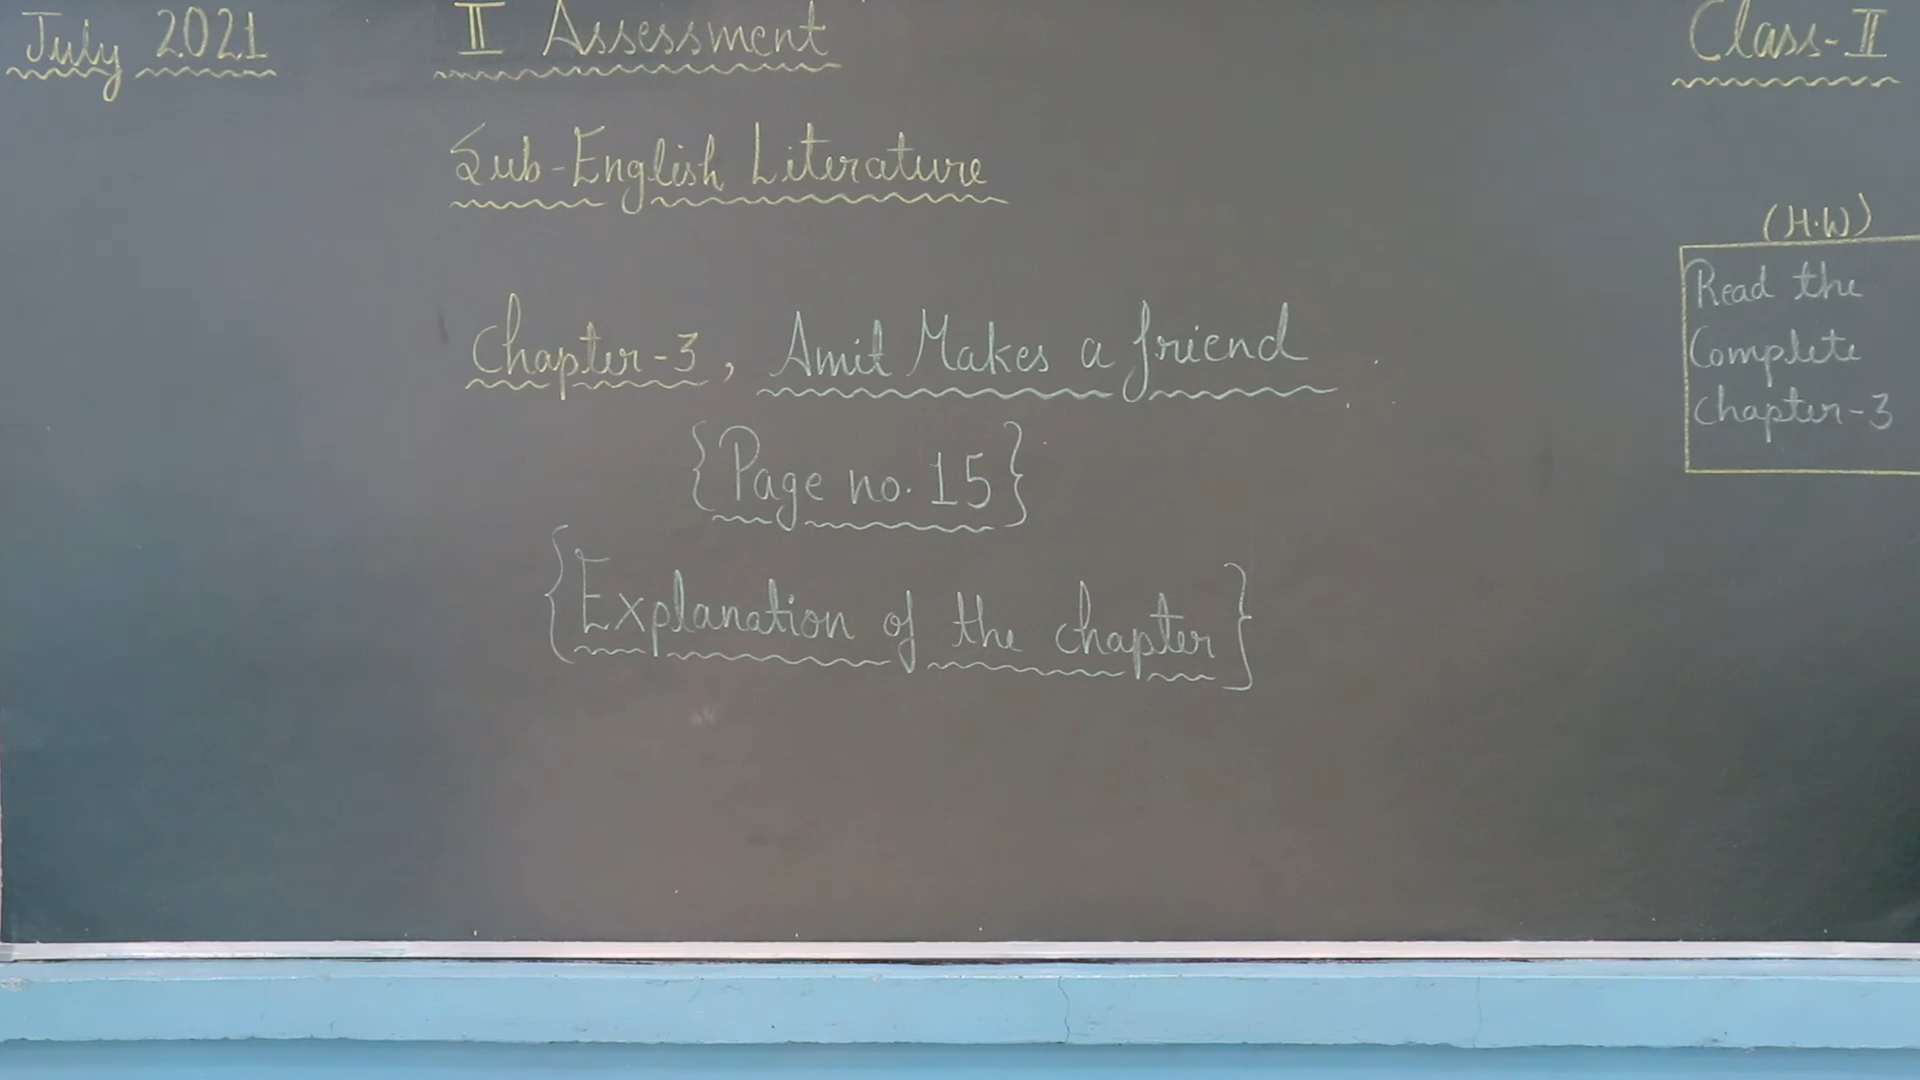 July 2021
II Assessment
Class-II
Sub-English Literature
Chapter-3, Amit Makes a friend
{Page no. 15}
{Explanation of the chapter}
(H.W)
Read the
Complete
chapter-3